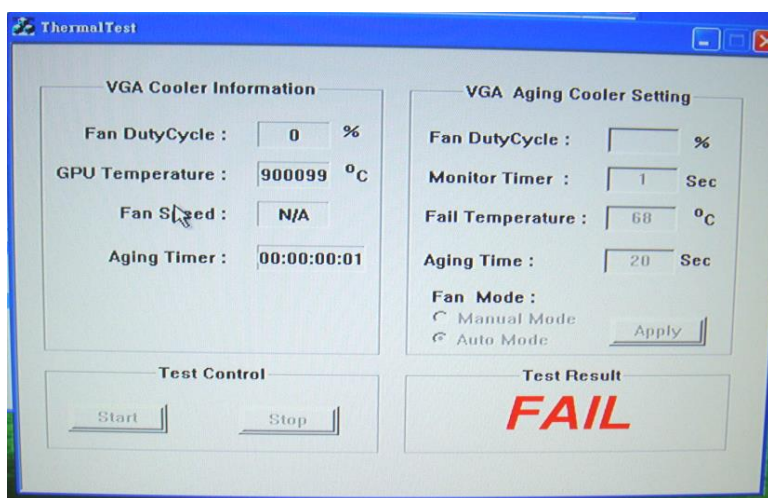 ThermalTest
VGA Cooler Information
Fan DutyCycle : 0 %
GPU Temperature : 900099 °C
Fan Speed : N/A
Aging Timer : 00:00:00:01
VGA Aging Cooler Setting
Fan DutyCycle : %
Monitor Timer : 1 Sec
Fail Temperature : 68 °C
Aging Time : 20 Sec
Fan Mode :
Manual Mode
Auto Mode
Apply
Test Control
Start Stop
Test Result
FAIL